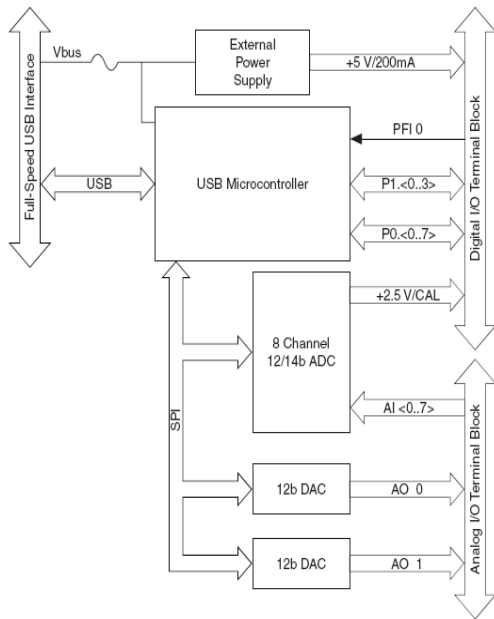 Full-Speed USB Interface
Vbus
External
Power
Supply
+5 V/200mA
Digital I/O Terminal Block
PFI 0
USB
USB Microcontroller
P1.<0..3>
P0.<0..7>
+2.5 V/CAL
8 Channel
12/14b ADC
SPI
AI <0..7>
Analog I/O Terminal Block
12b DAC
AO 0
12b DAC
AO 1